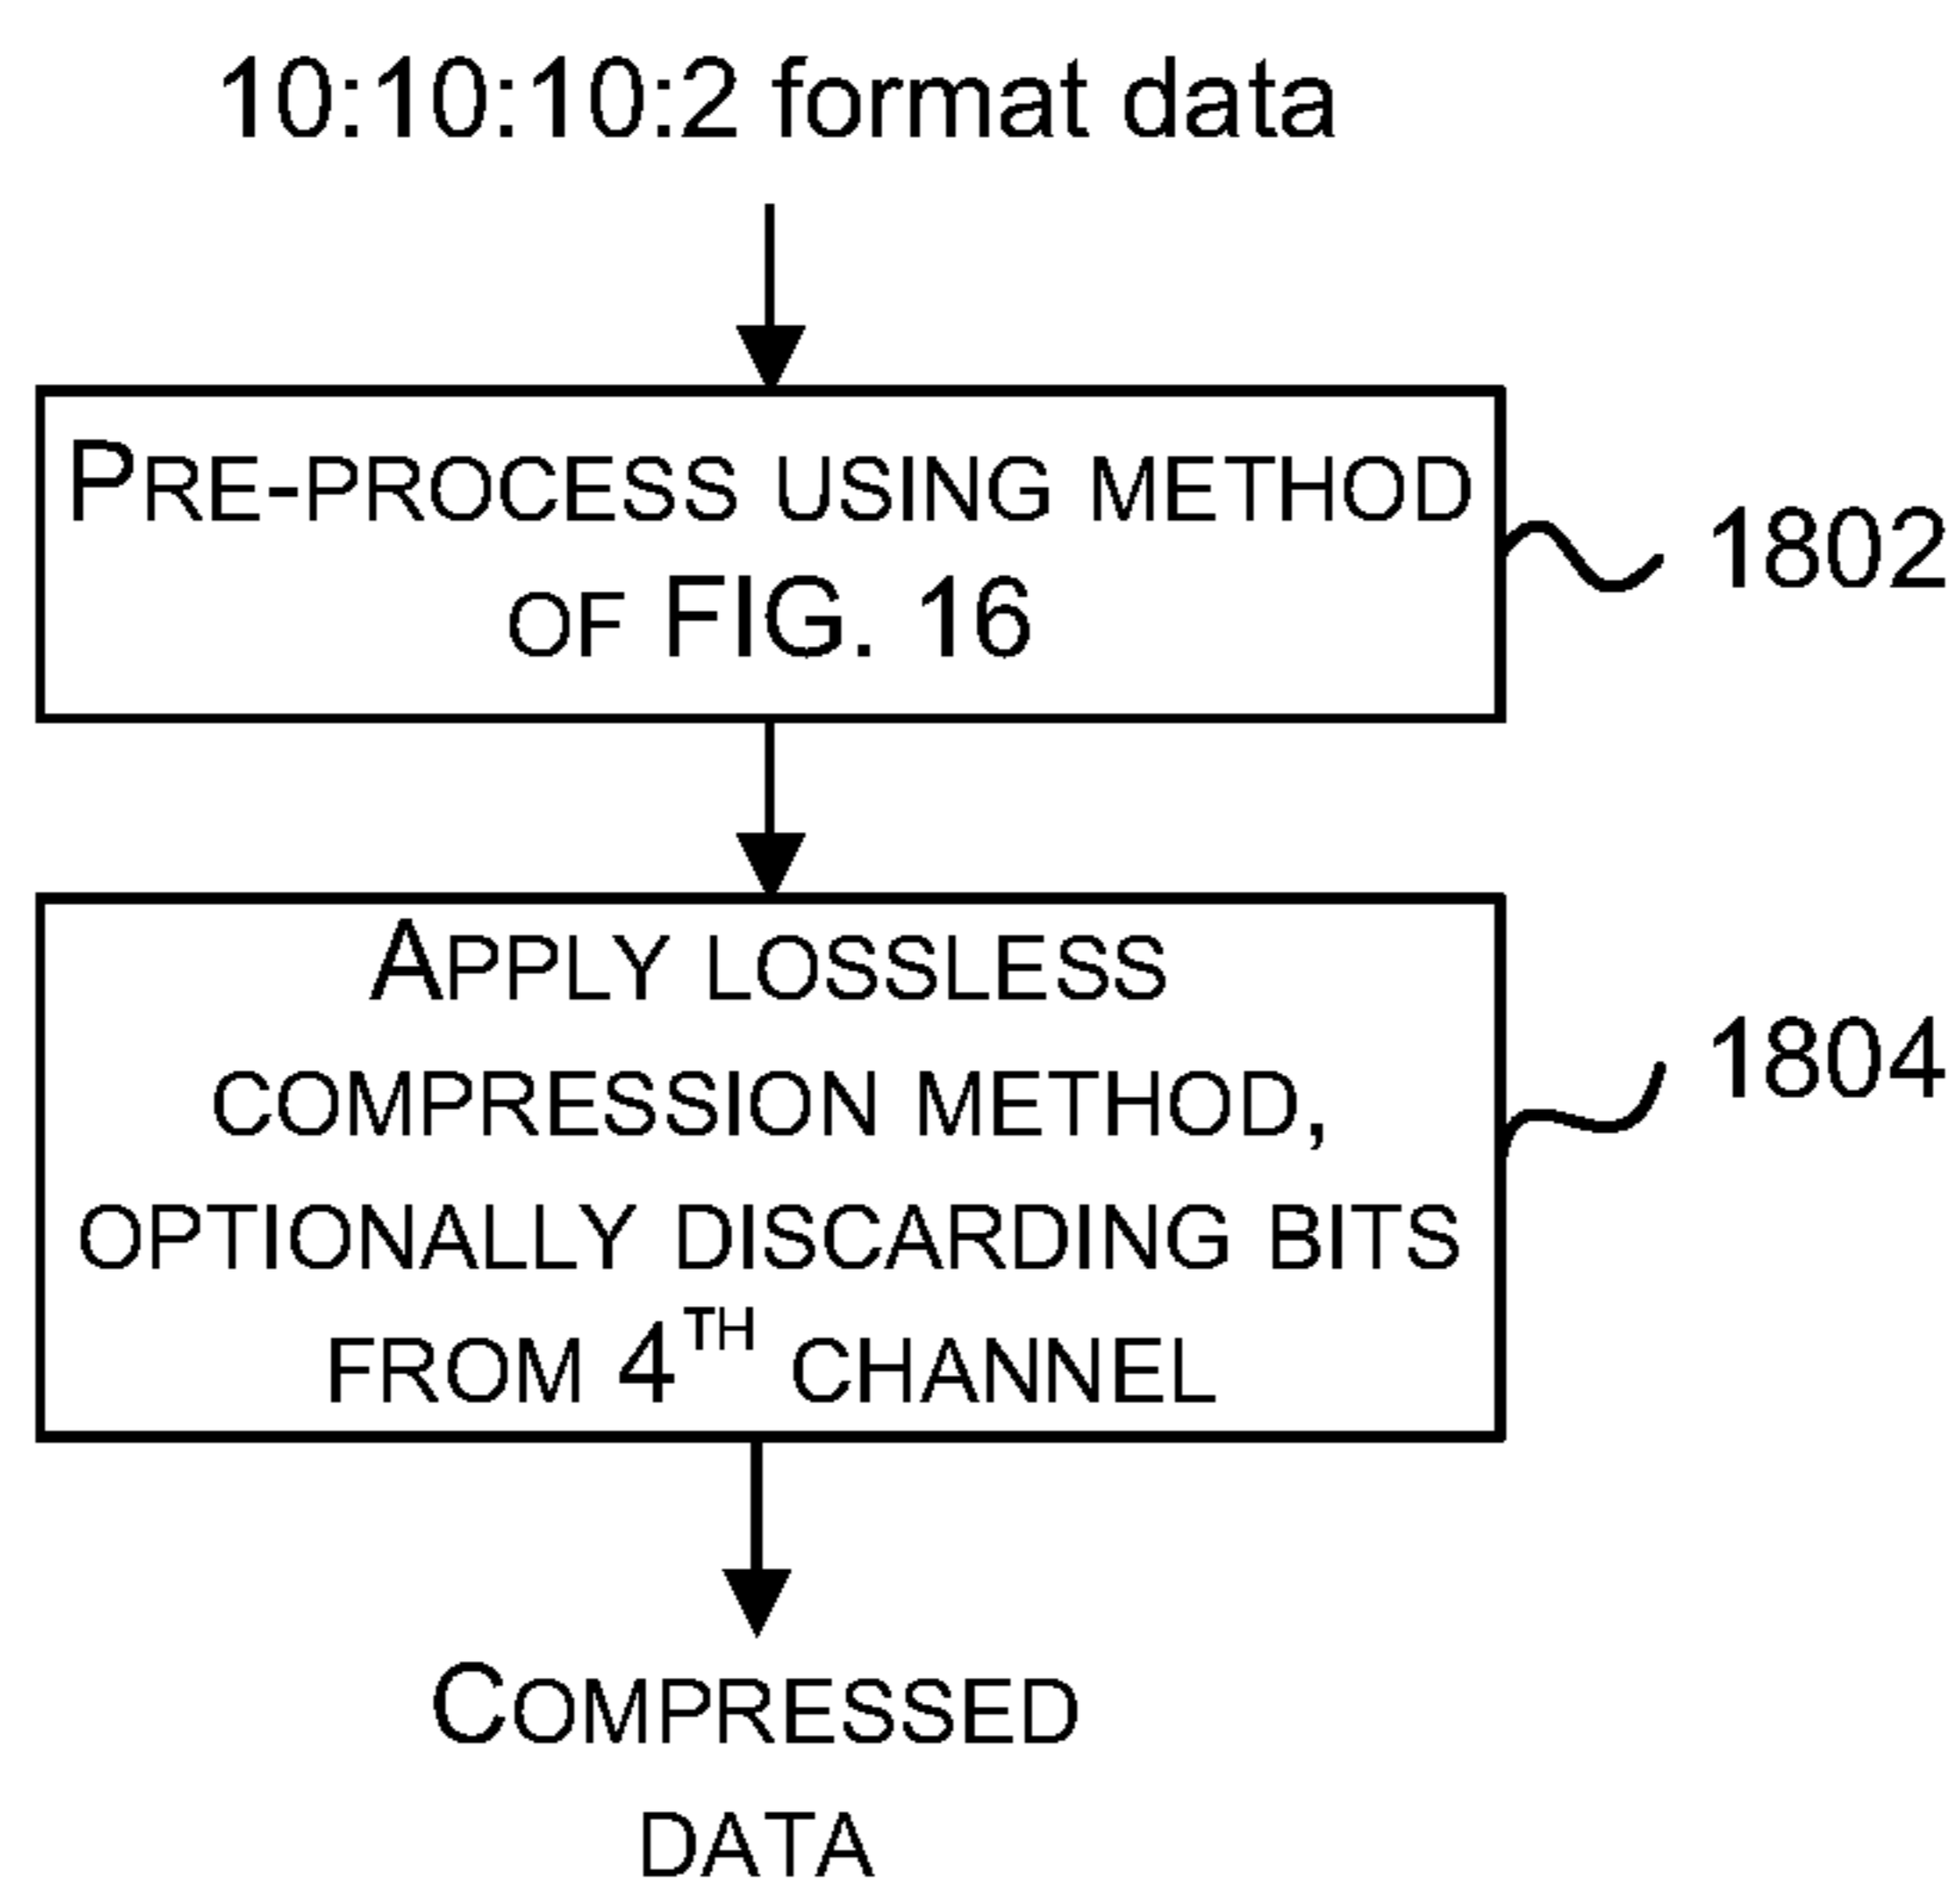 10:10:10:2 format data
PRE-PROCESS USING METHOD
OF FIG. 16
1802
APPLY LOSSLESS
COMPRESSION METHOD,
OPTIONALLY DISCARDING BITS
FROM 4TH CHANNEL
1804
COMPRESSED
DATA